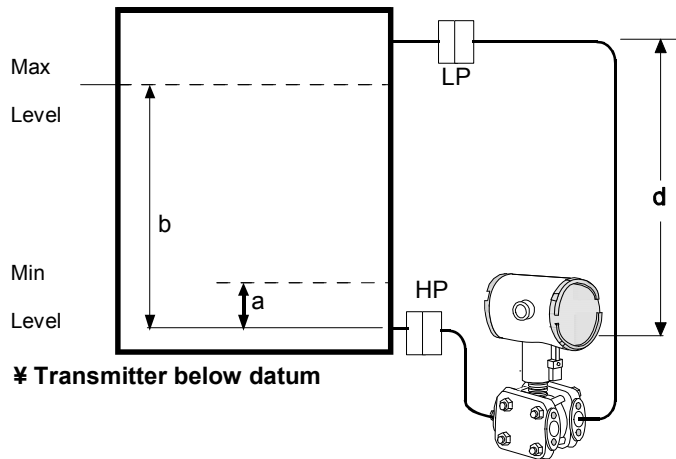 Max
LP
Level
d
b
Min
HP
a
Level
¥ Transmitter below datum